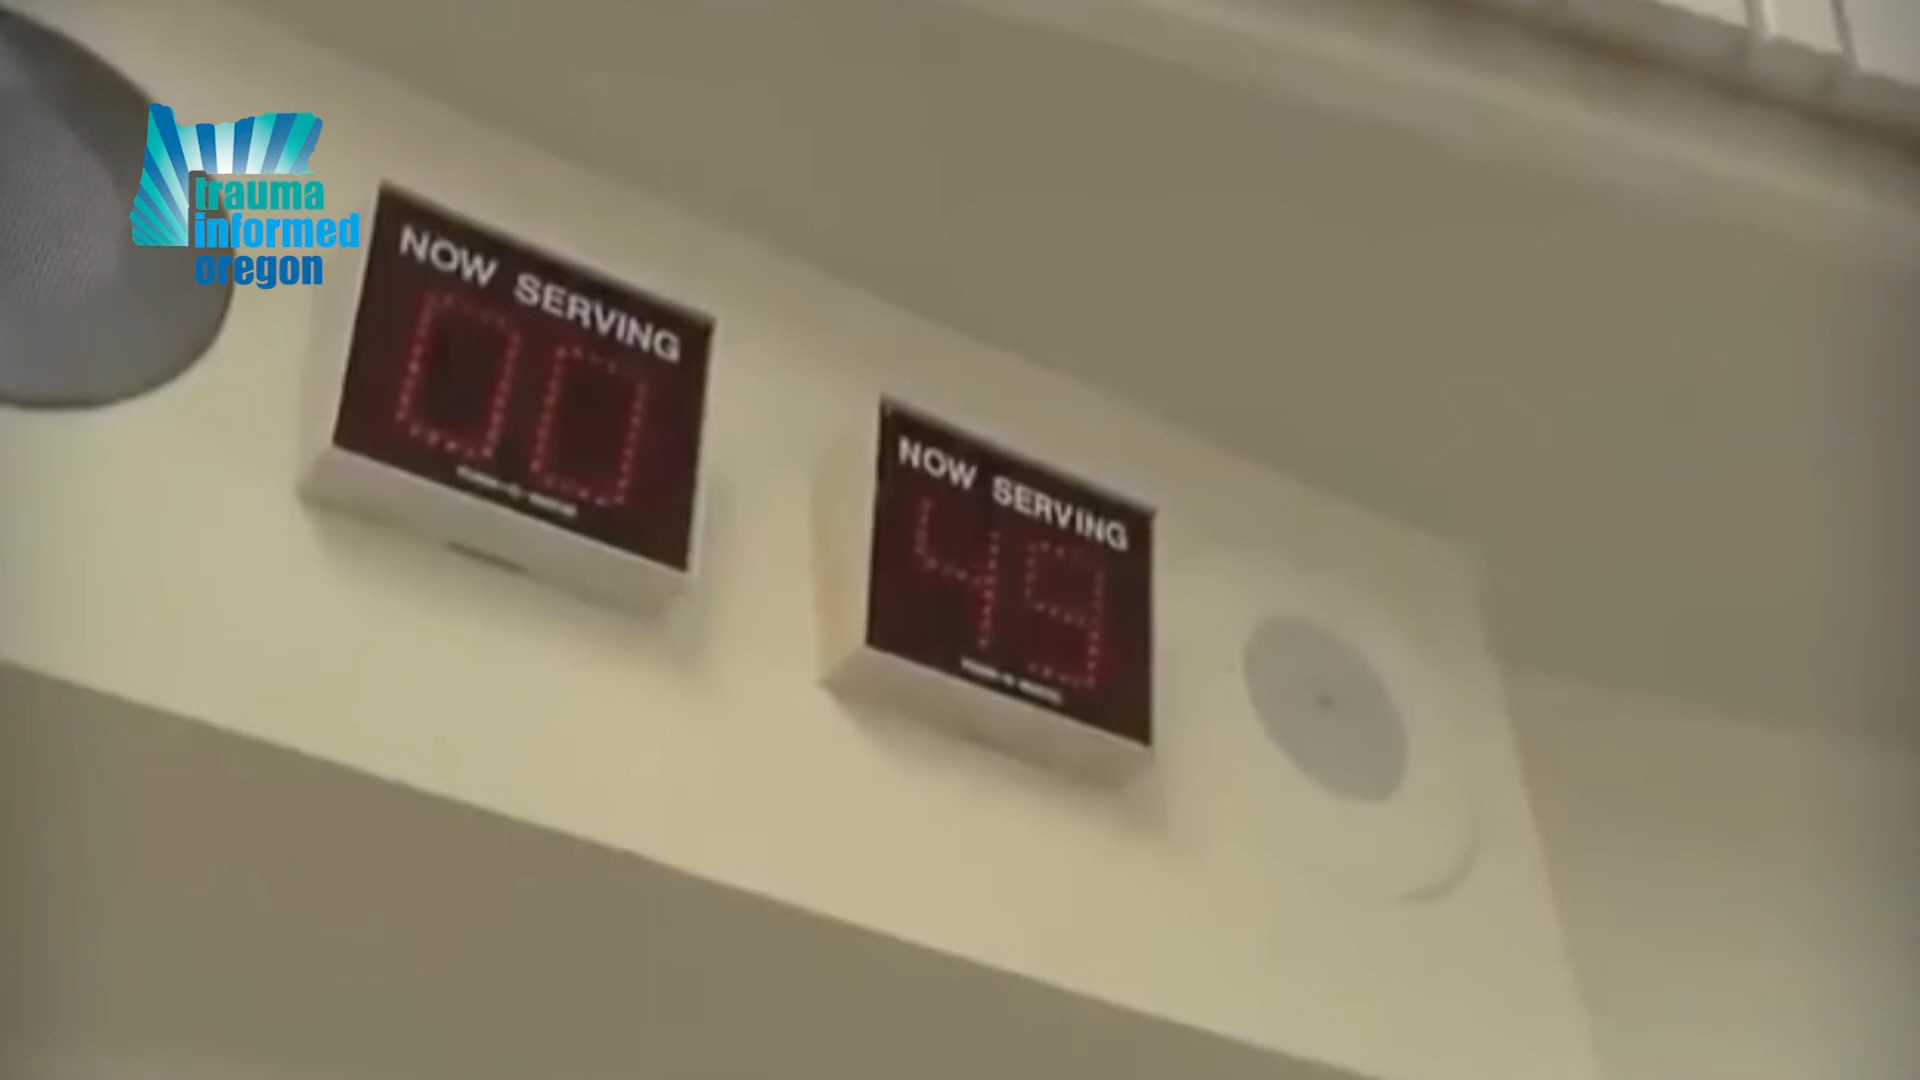 trauma
informed
oregon
NOW SERVING
00
NOW SERVING
49